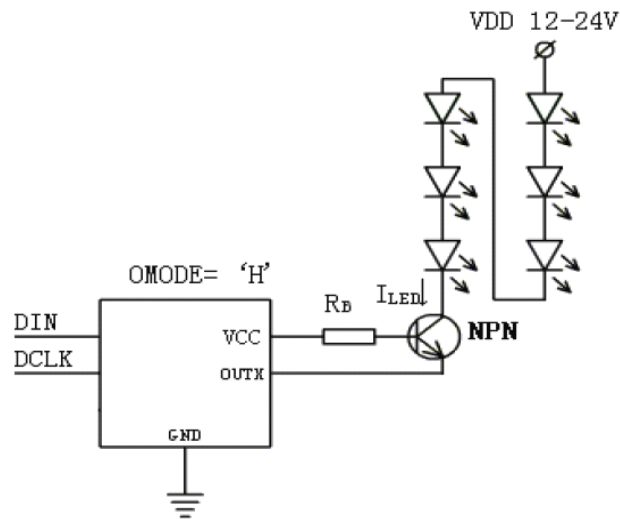 VDD 12-24V
OMODE= ‘H’
RB
ILED
DIN
VCC
NPN
DCLK
OUTX
GND